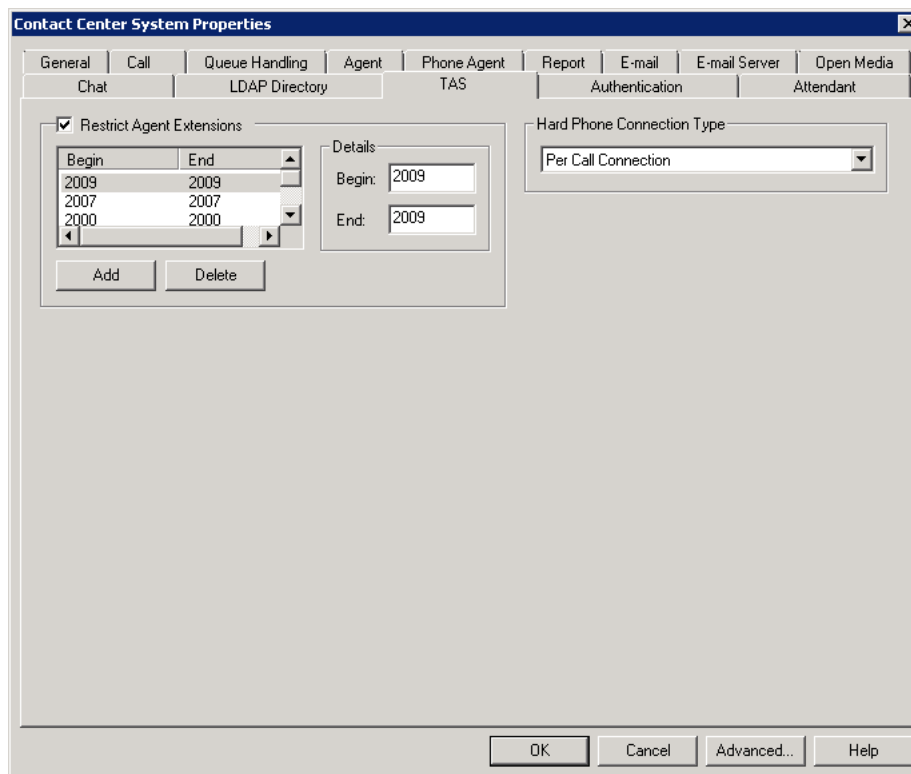 Contact Center System Properties
General Call Queue Handling Agent Phone Agent Report E-mail E-mail Server Open Media
Chat LDAP Directory TAS Authentication Attendant
Restrict Agent Extensions
Begin End
2009 2009
2007 2007
2000 2000
Details
Begin: 2009
End: 2009
Add Delete
Hard Phone Connection Type
Per Call Connection
OK Cancel Advanced... Help